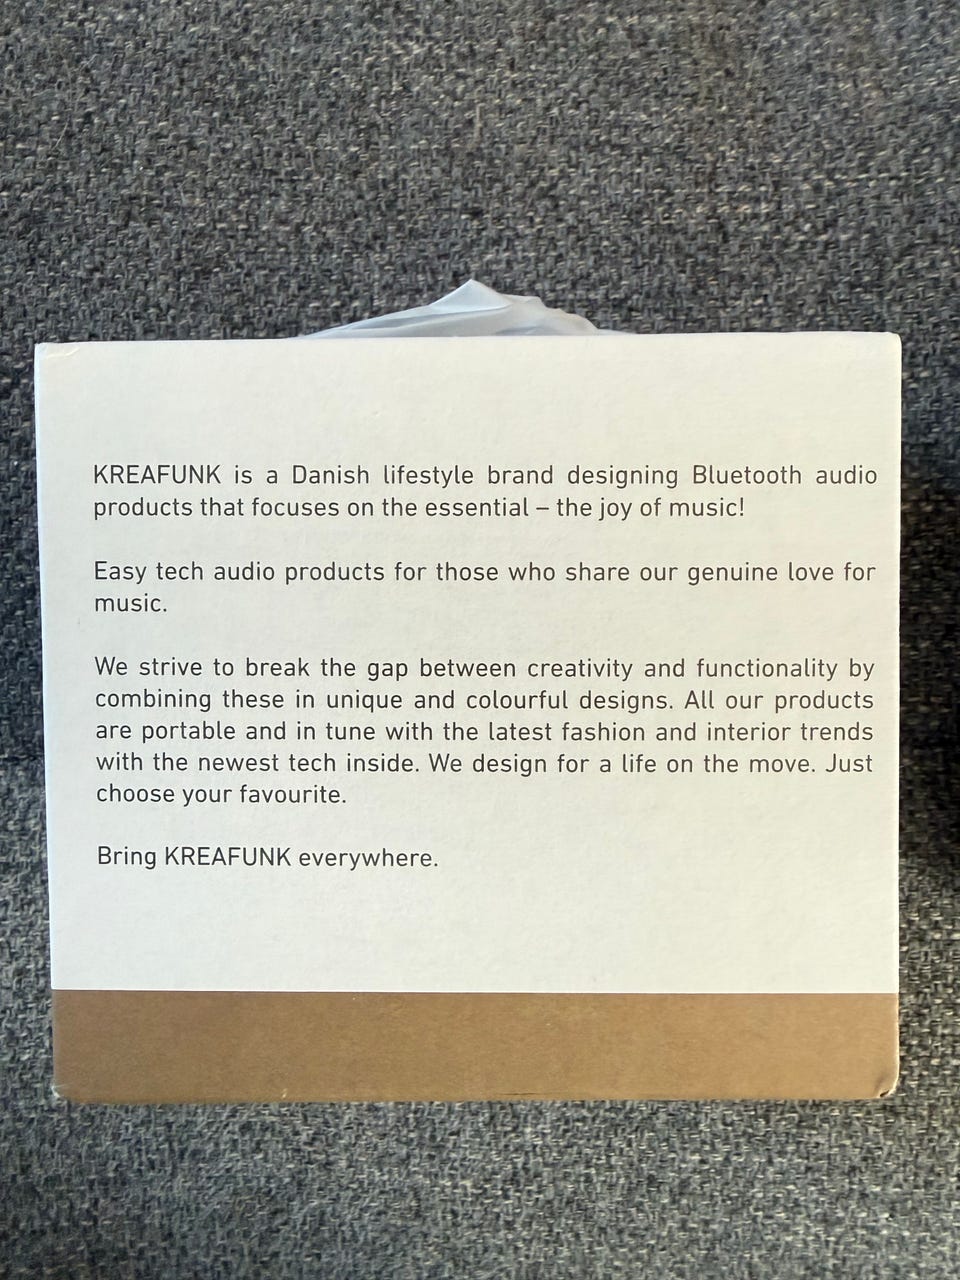 KREAFUNK is a Danish lifestyle brand designing Bluetooth audio
products that focuses on the essential – the joy of music!
Easy tech audio products for those who share our genuine love for
music.
We strive to break the gap between creativity and functionality by
combining these in unique and colourful designs. All our products
are portable and in tune with the latest fashion and interior trends
with the newest tech inside. We design for a life on the move. Just
choose your favourite.
Bring KREAFUNK everywhere.